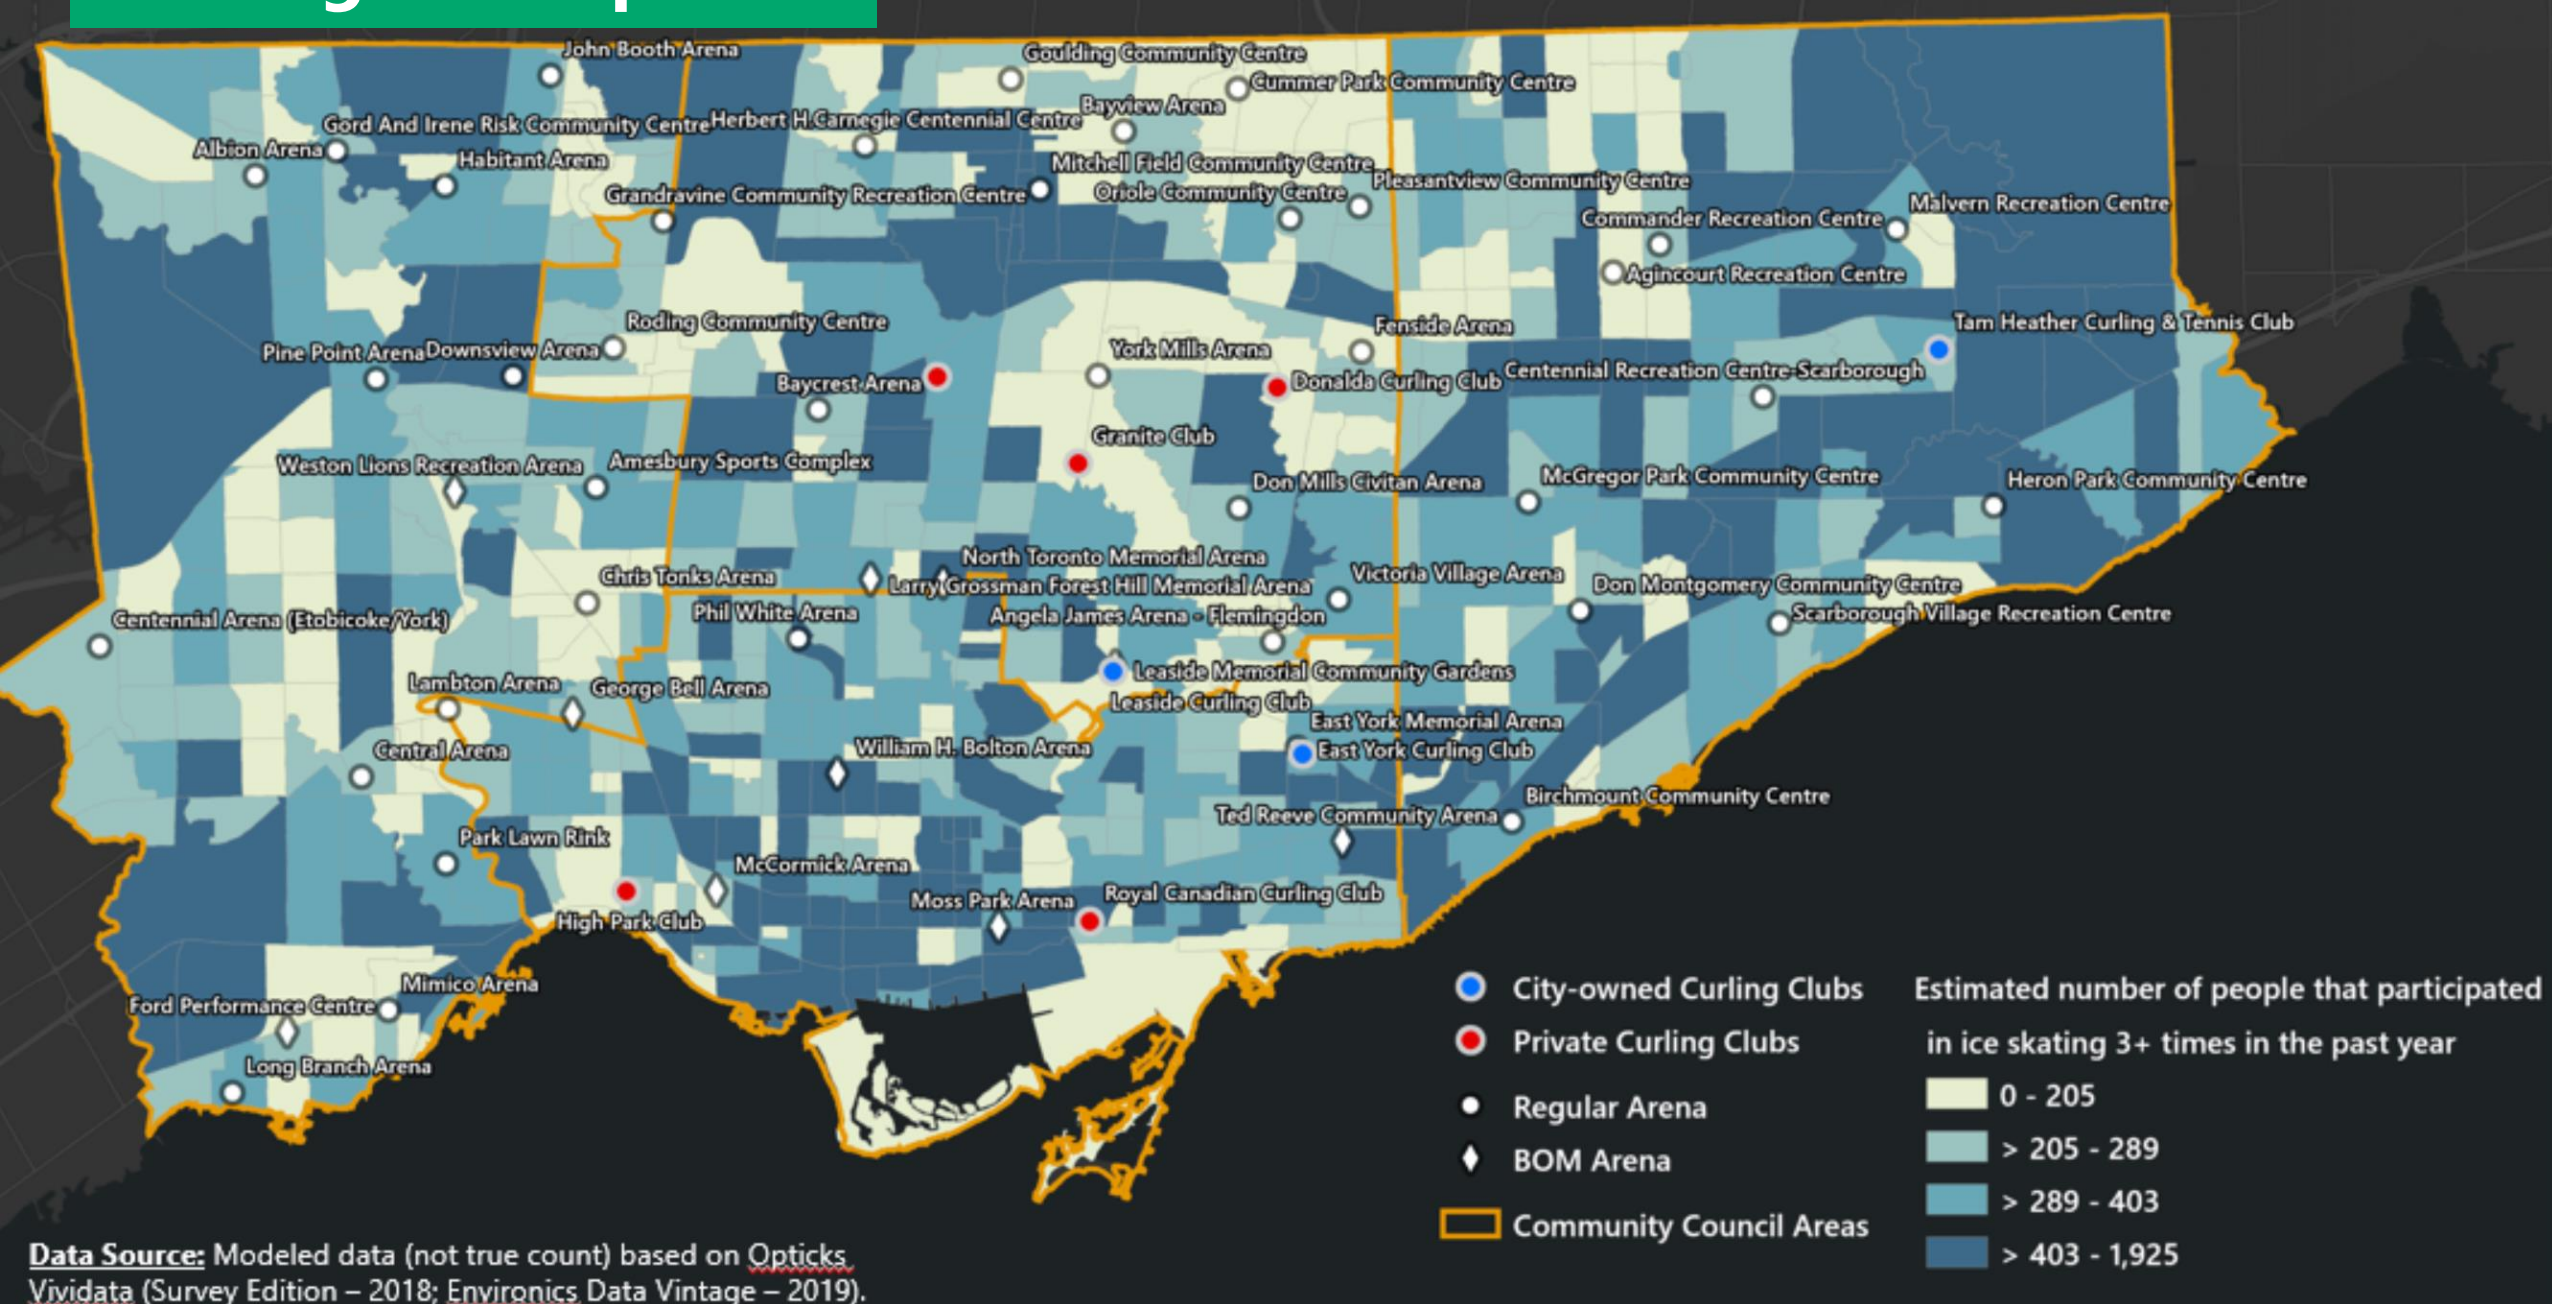 John Booth Arena
Goulding Community Centre
Cummer Park Community Centre
Bayview Arena
Gord And Irene Risk Community Centre
Herbert H.Carnegie Centennial Centre
Albion Arena
Habitant Arena
Mitchell Field Community Centre
Grandravine Community Recreation Centre
Oriole Community Centre
Pleasantview Community Centre
Commander Recreation Centre
Malvern Recreation Centre
Agincourt Recreation Centre
Roding Community Centre
Fenside Arena
Tam Heather Curling & Tennis Club
Pine Point Arena
Downsview Arena
York Mills Arena
Baycrest Arena
Donalda Curling Club
Centennial Recreation Centre-Scarborough
Granite Club
Weston Lions Recreation Arena
Amesbury Sports Complex
Don Mills Civitan Arena
McGregor Park Community Centre
Heron Park Community Centre
North Toronto Memorial Arena
Chris Tonks Arena
Larry Grossman Forest Hill Memorial Arena
Victoria Village Arena
Don Montgomery Community Centre
Centennial Arena (Etobicoke/York)
Phil White Arena
Angela James Arena - Flemingdon
Scarborough Village Recreation Centre
Lambton Arena
George Bell Arena
Leaside Memorial Community Gardens
Leaside Curling Club
East York Memorial Arena
Central Arena
William H. Bolton Arena
East York Curling Club
Birchmount Community Centre
Park Lawn Rink
Ted Reeve Community Arena
McCormick Arena
High Park Club
Moss Park Arena
Royal Canadian Curling Club
Mimico Arena
Ford Performance Centre
Long Branch Arena
City-owned Curling Clubs
Private Curling Clubs
Regular Arena
BOM Arena
Community Council Areas
Estimated number of people that participated
in ice skating 3+ times in the past year
0 - 205
> 205 - 289
> 289 - 403
> 403 - 1,925
Data Source: Modeled data (not true count) based on Opticks
Vividata (Survey Edition – 2018; Environics Data Vintage – 2019).